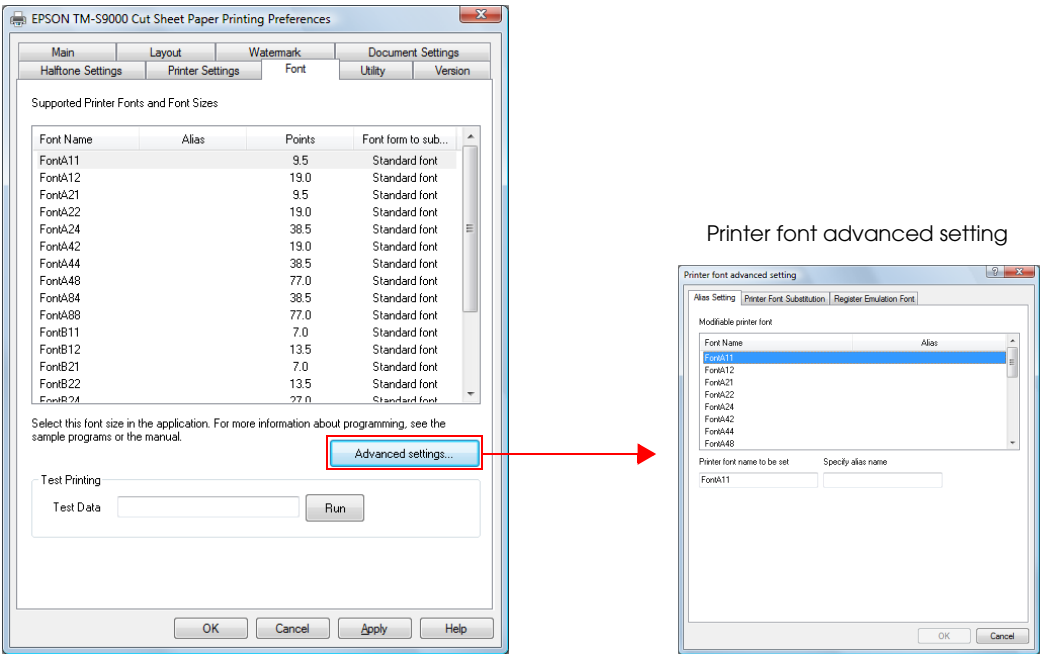 EPSON TM-S9000 Cut Sheet Paper Printing Preferences
Main Layout Watermark Document Settings
Halftone Settings Printer Settings Font Utility Version
Supported Printer Fonts and Font Sizes
Font Name Alias Points Font form to sub...
FontA11 9.5 Standard font
FontA12 19.0 Standard font
FontA21 9.5 Standard font
FontA22 19.0 Standard font
FontA24 38.5 Standard font
FontA42 19.0 Standard font
FontA44 38.5 Standard font
FontA48 77.0 Standard font
FontA84 38.5 Standard font
FontA88 77.0 Standard font
FontB11 7.0 Standard font
FontB12 13.5 Standard font
FontB21 7.0 Standard font
FontB22 13.5 Standard font
FontB24 27.0 Standard font
Select this font size in the application. For more information about programming, see the
sample programs or the manual.
Advanced settings...
Test Printing
Test Data Run
OK Cancel Apply Help
Printer font advanced setting
Printer font advanced setting
Alias Setting Printer Font Substitution Register Emulation Font
Modifiable printer font
Font Name Alias
FontA11
FontA12
FontA21
FontA22
FontA24
FontA42
FontA44
FontA48
Printer font name to be set Specify alias name
FontA11
OK Cancel